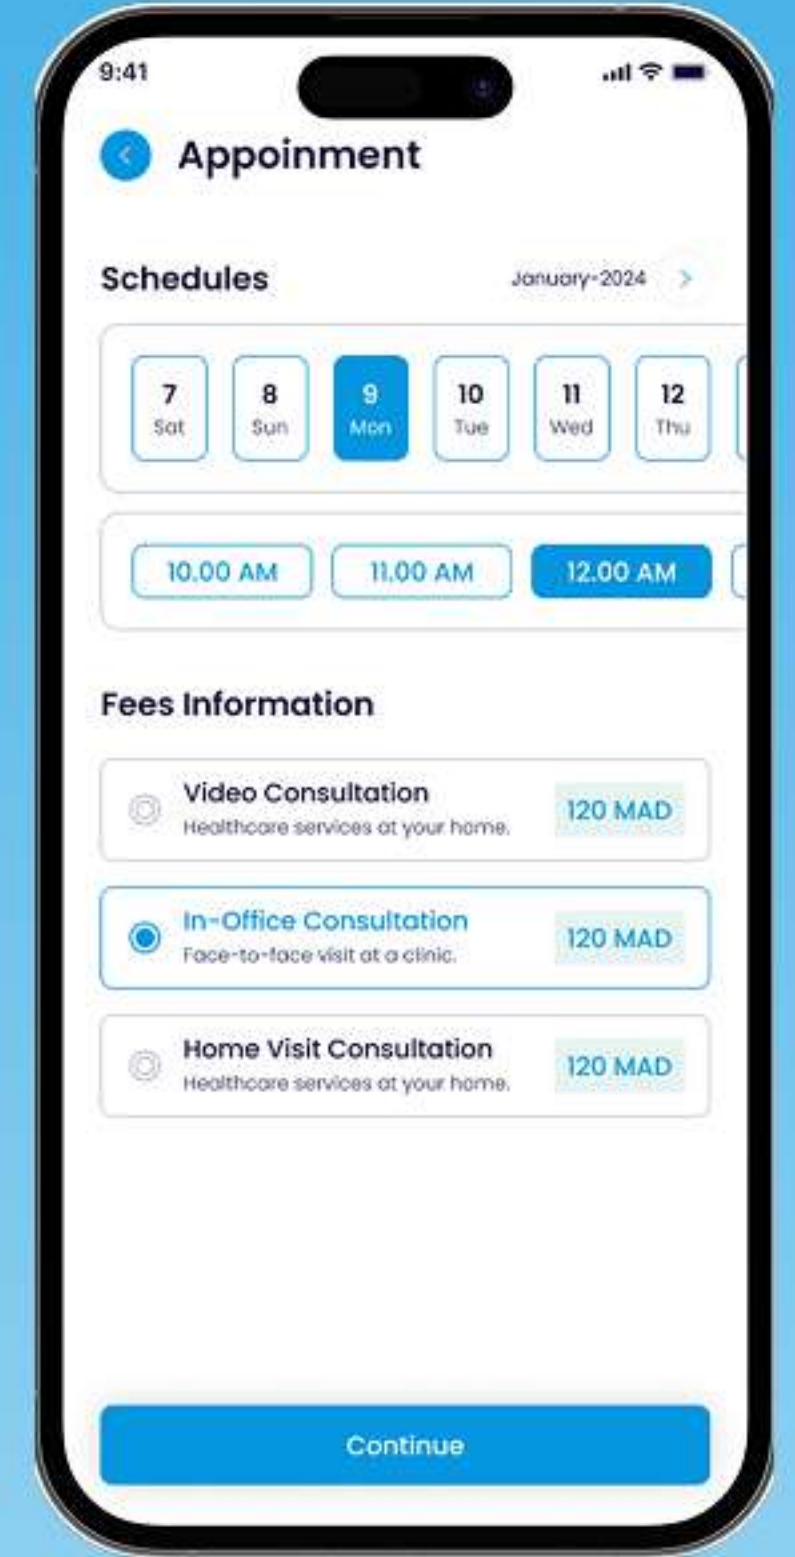 9:41
Appoinment
Schedules
January-2024
7 8 9 10 11 12
Sat Sun Mon Tue Wed Thu
10.00 AM 11.00 AM 12.00 AM
Fees Information
Video Consultation
Healthcare services at your home.
120 MAD
In-Office Consultation
Face-to-face visit at a clinic.
120 MAD
Home Visit Consultation
Healthcare services at your home.
120 MAD
Continue